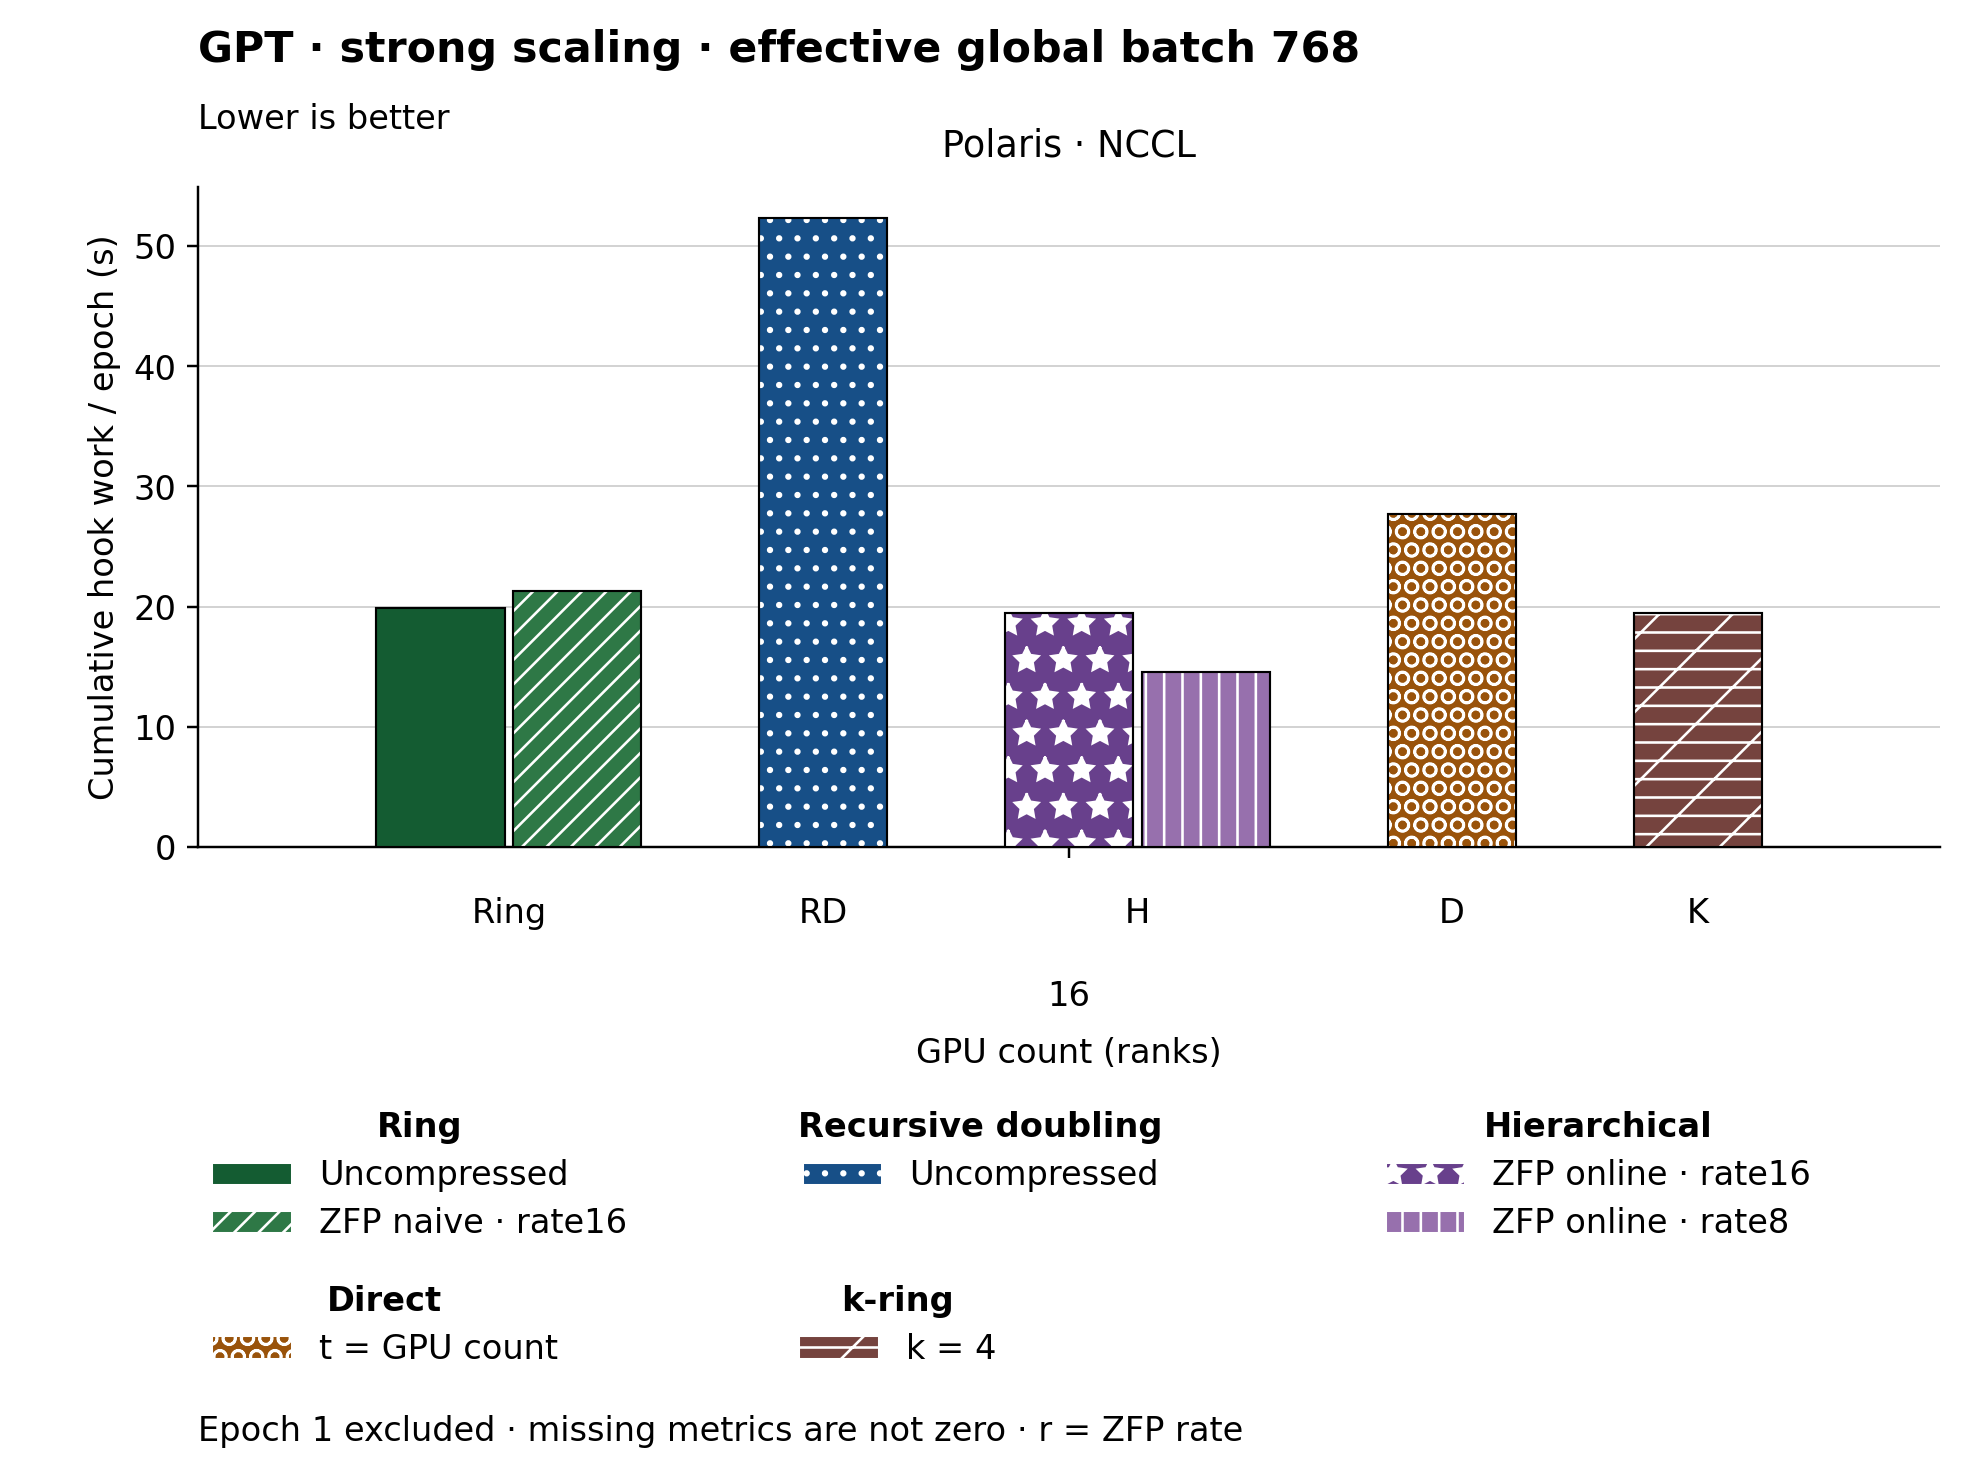 GPT · strong scaling · effective global batch 768
Lower is better
Polaris · NCCL
Cumulative hook work / epoch (s)
50
40
30
20
10
0
Ring RD H D K
16
GPU count (ranks)
Ring
Uncompressed
ZFP naive · rate16
Recursive doubling
Uncompressed
Hierarchical
ZFP online · rate16
ZFP online · rate8
Direct
t = GPU count
k-ring
k = 4
Epoch 1 excluded · missing metrics are not zero · r = ZFP rate